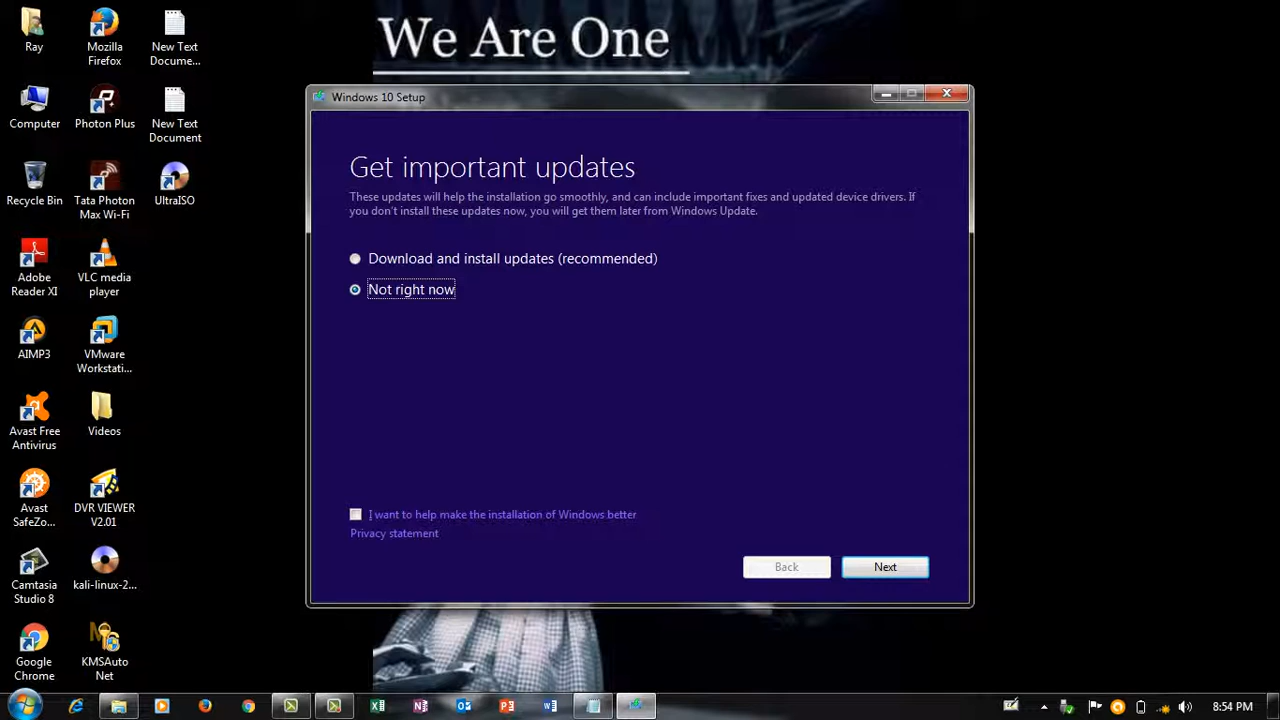 We Are One
Ray
Mozilla
Firefox
New Text
Docume...
Computer
Photon Plus
New Text
Document
Recycle Bin
Tata Photon
Max Wi-Fi
UltraISO
Adobe
Reader XI
VLC media
player
AIMP3
VMware
Workstati...
Avast Free
Antivirus
Videos
Avast
SafeZo...
DVR VIEWER
V2.01
Camtasia
Studio 8
kali-linux-2...
Google
Chrome
KMSAuto
Net
Windows 10 Setup
Get important updates
These updates will help the installation go smoothly, and can include important fixes and updated device drivers. If
you don't install these updates now, you will get them later from Windows Update.
Download and install updates (recommended)
Not right now
I want to help make the installation of Windows better
Privacy statement
Back
Next
8:54 PM